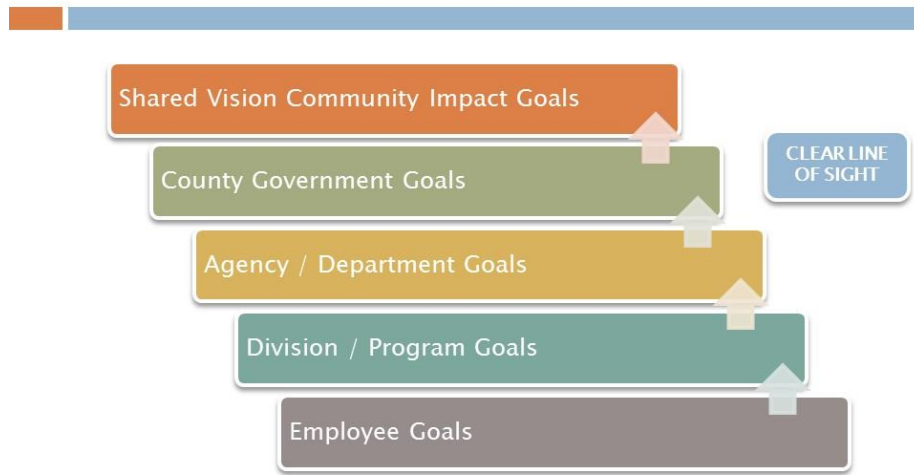 Shared Vision Community Impact Goals
County Government Goals
CLEAR LINE
OF SIGHT
Agency / Department Goals
Division / Program Goals
Employee Goals